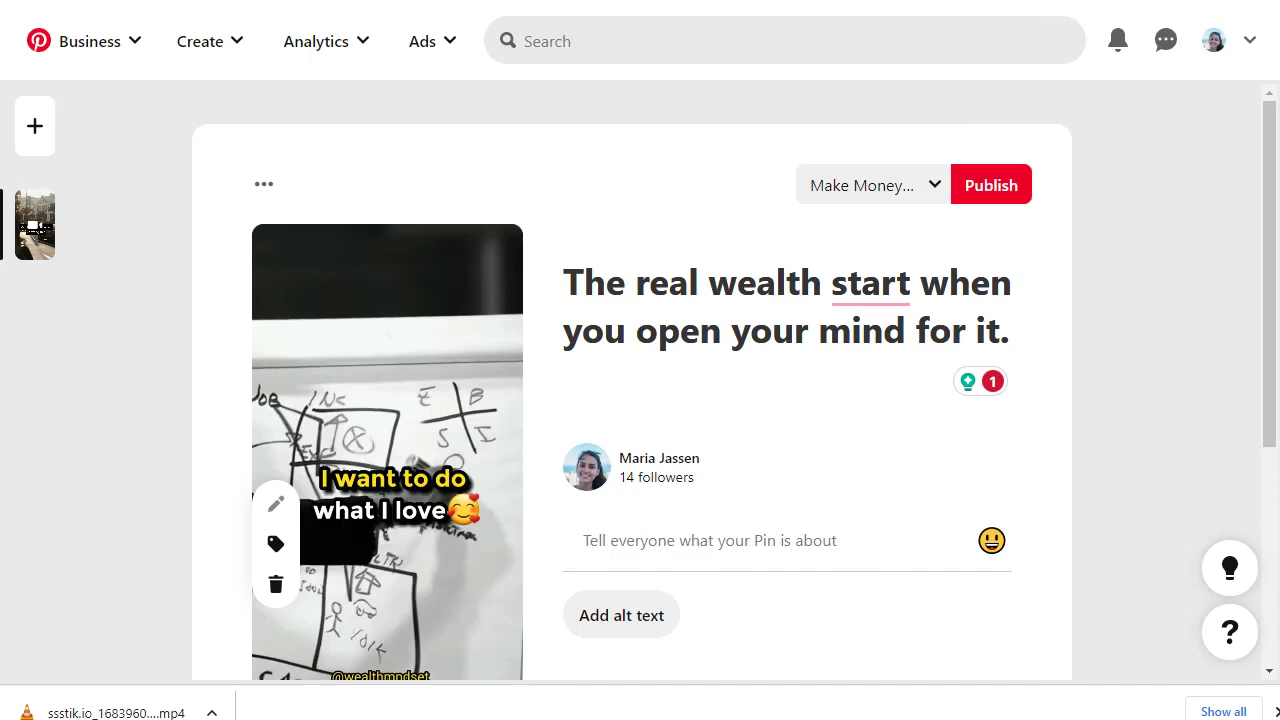 Business
Create
Analytics
Ads
Search
Make Money...
Publish
The real wealth start when
you open your mind for it.
1
Maria Jassen
14 followers
I want to do
what I love🥰
Tell everyone what your Pin is about
Add alt text
E B
S I
@wealthmndset
?
ssstik.io_1683960....mp4
Show all